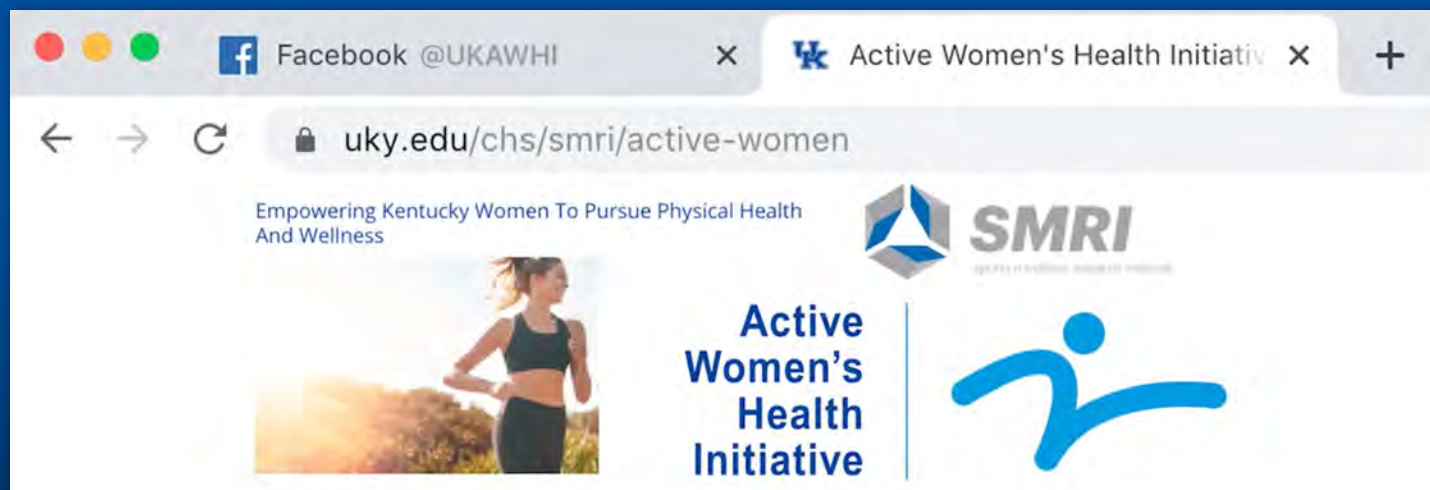 Facebook @UKAWHI
Active Women's Health Initiativ
uky.edu/chs/smri/active-women
Empowering Kentucky Women To Pursue Physical Health
And Wellness
SMRI
Active
Women's
Health
Initiative